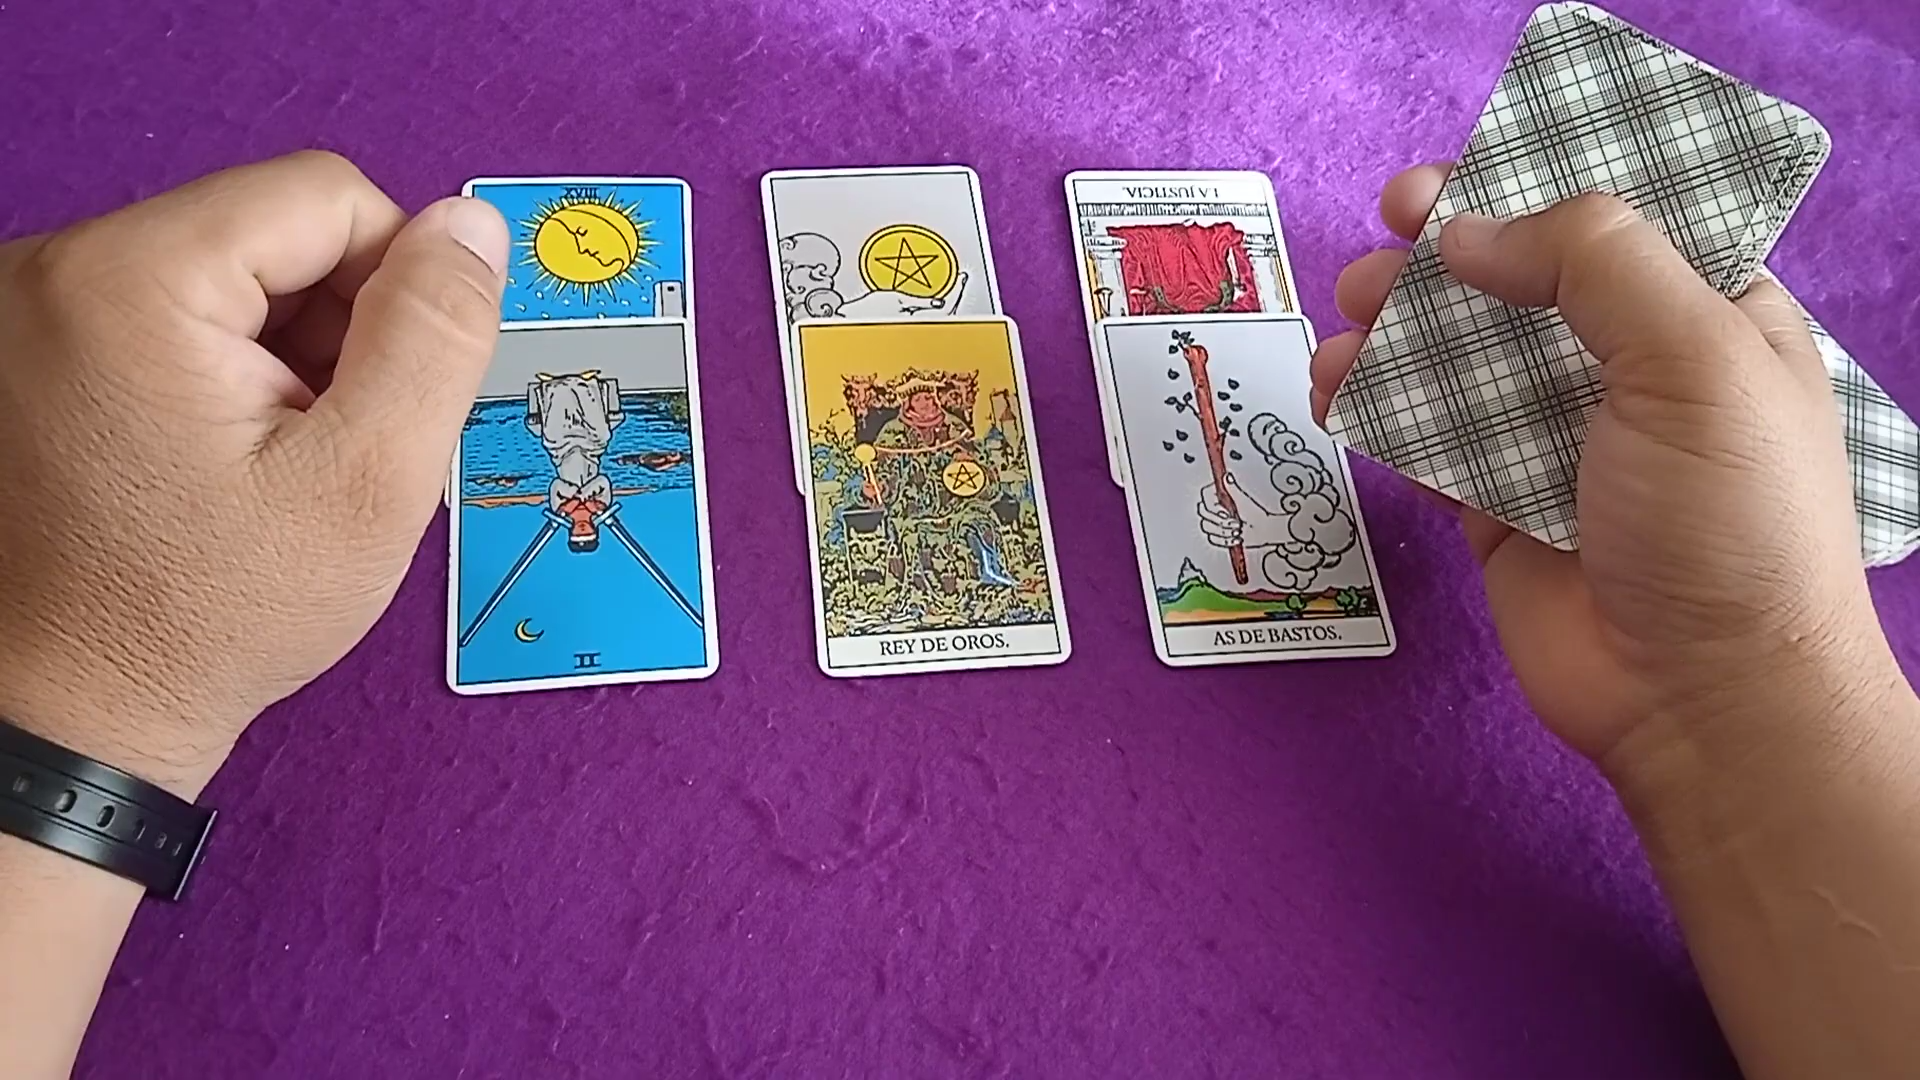 XVIII
LA JUSTICIA.
II
REY DE OROS.
AS DE BASTOS.